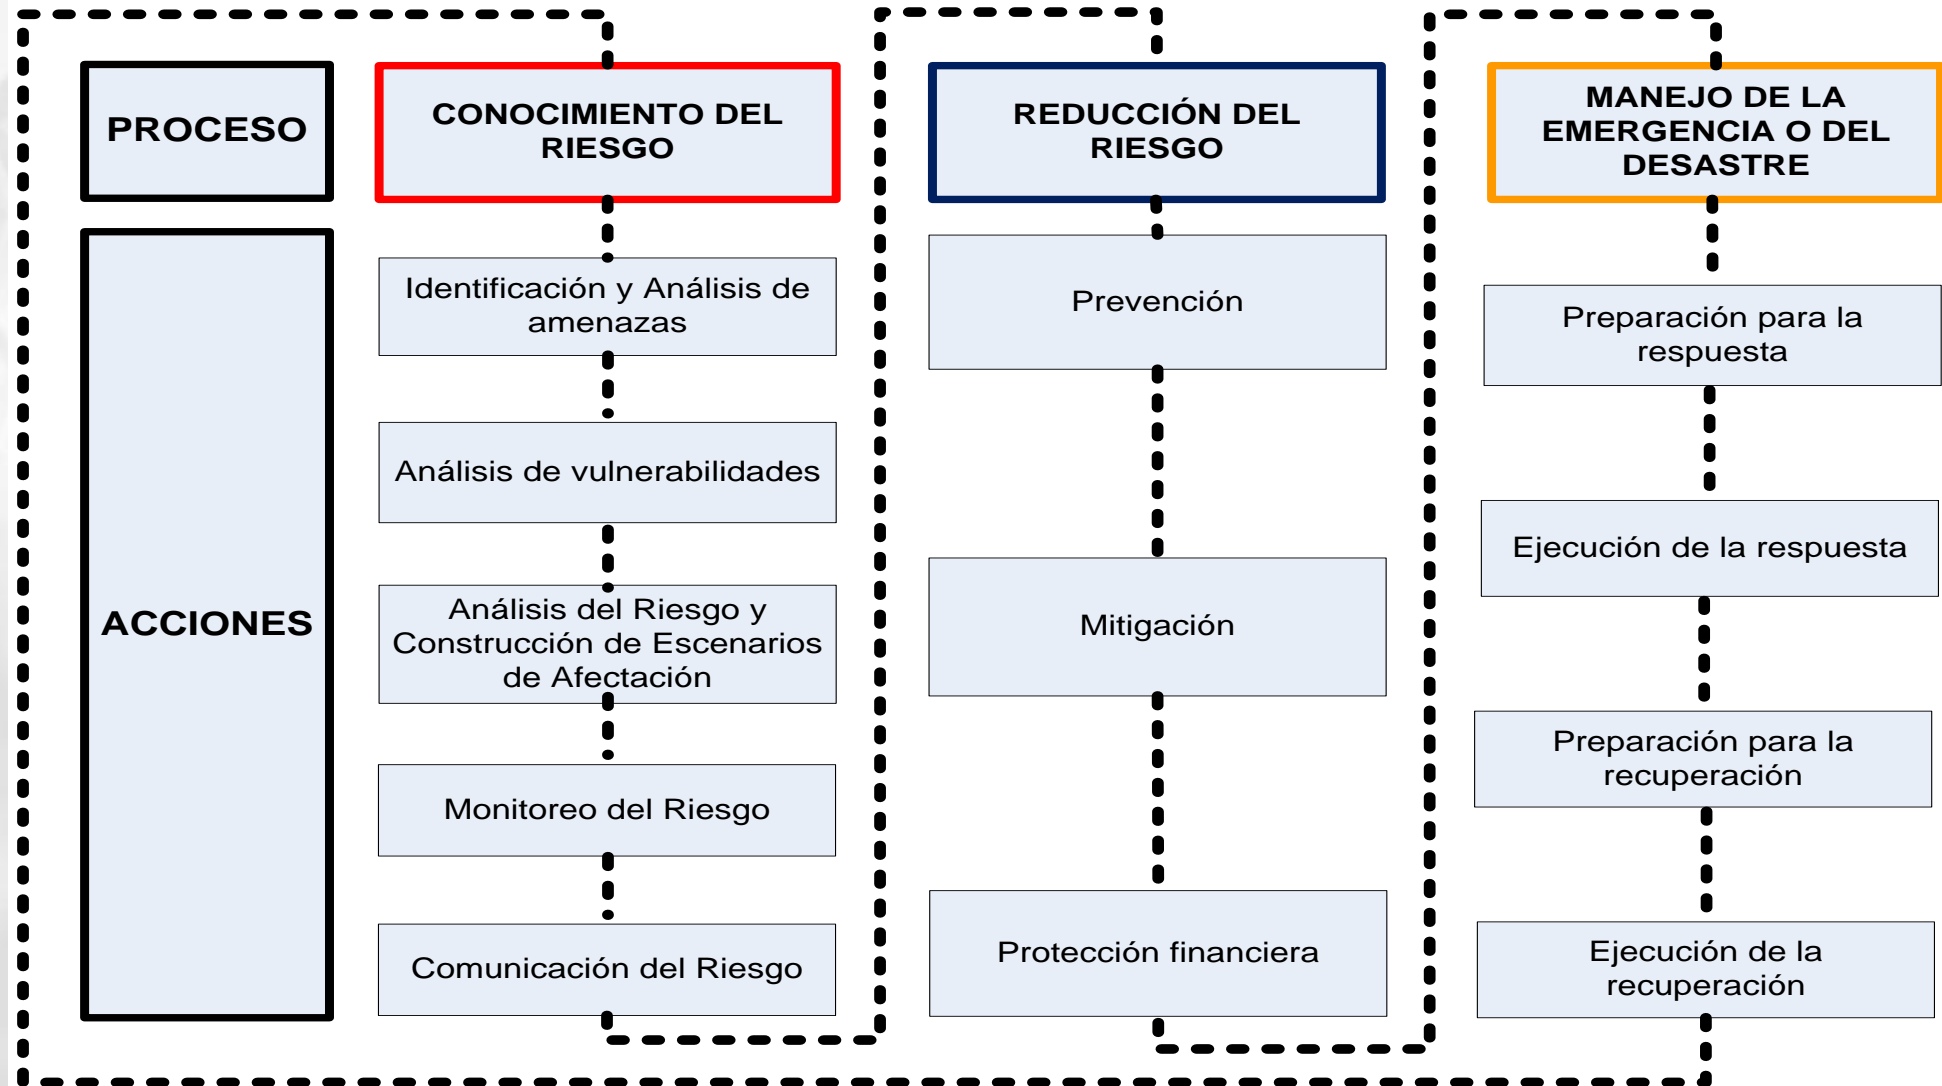 PROCESO
CONOCIMIENTO DEL
RIESGO
REDUCCIÓN DEL
RIESGO
MANEJO DE LA
EMERGENCIA O DEL
DESASTRE
ACCIONES
Identificación y Análisis de
amenazas
Análisis de vulnerabilidades
Análisis del Riesgo y
Construcción de Escenarios
de Afectación
Monitoreo del Riesgo
Comunicación del Riesgo
Prevención
Mitigación
Protección financiera
Preparación para la
respuesta
Ejecución de la respuesta
Preparación para la
recuperación
Ejecución de la
recuperación